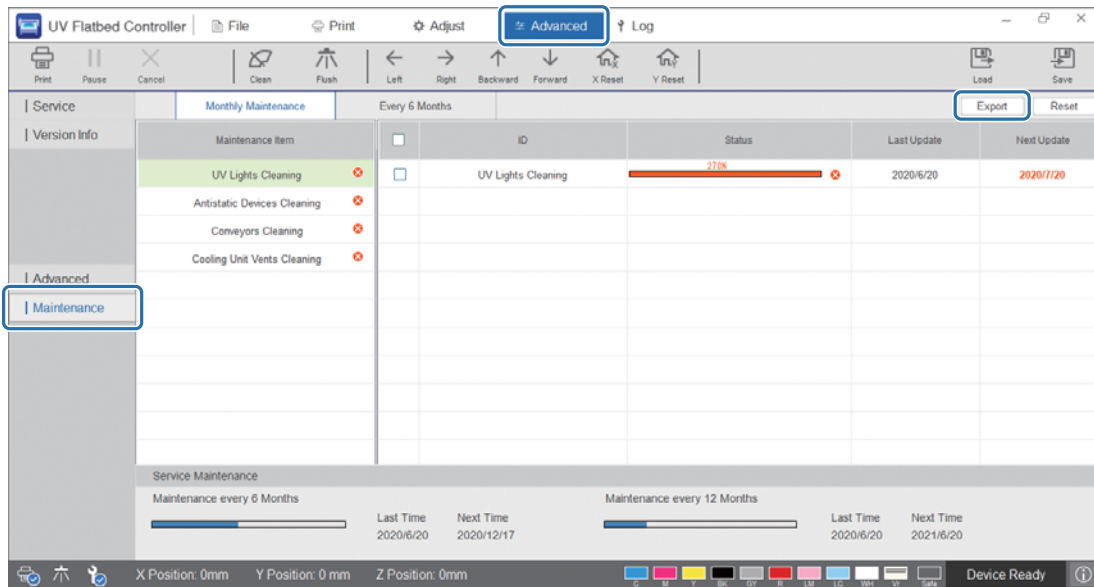 UV Flatbed Controller File Print Adjust Advanced Log
Print Pause Cancel Clean Flush Left Right Backward Forward X Reset Y Reset Load Save
Service Monthly Maintenance Every 6 Months Export Reset
Version Info Maintenance Item ID Status Last Update Next Update
UV Lights Cleaning UV Lights Cleaning 270% 2020/6/20 2020/7/20
Antistatic Devices Cleaning
Conveyors Cleaning
Cooling Unit Vents Cleaning
Advanced
Maintenance
Service Maintenance
Maintenance every 6 Months Maintenance every 12 Months
Last Time Next Time Last Time Next Time
2020/6/20 2020/12/17 2020/6/20 2021/6/20
X Position: 0mm Y Position: 0 mm Z Position: 0mm Device Ready
C M Y BK GY R LM LC WH Vr Safe